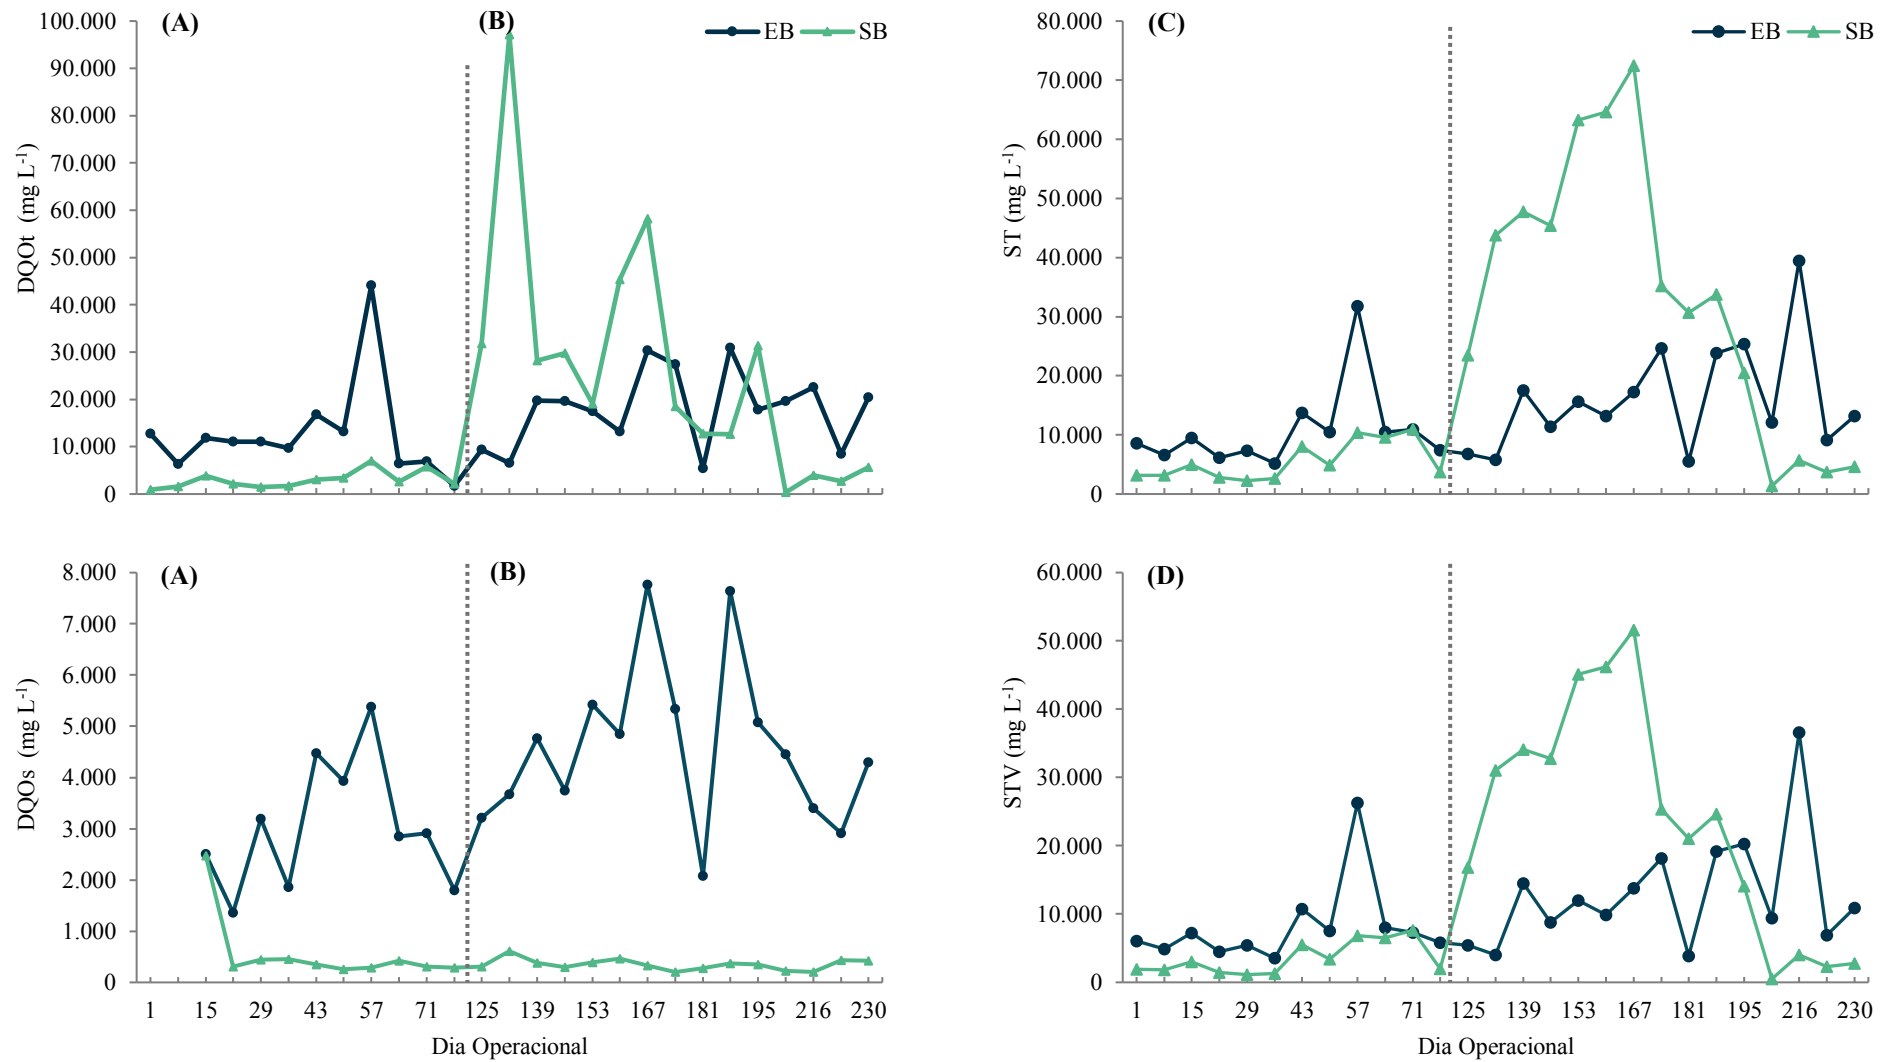 (A)
(B)
EB
SB
100.000
90.000
80.000
70.000
60.000
50.000
40.000
30.000
20.000
10.000
0
DQOt (mg L-1)
(C)
EB
SB
80.000
70.000
60.000
50.000
40.000
30.000
20.000
10.000
0
ST (mg L-1)
(A)
(B)
8.000
7.000
6.000
5.000
4.000
3.000
2.000
1.000
0
DQOs (mg L-1)
1 15 29 43 57 71 125 139 153 167 181 195 216 230
Dia Operacional
(D)
60.000
50.000
40.000
30.000
20.000
10.000
0
STV (mg L-1)
1 15 29 43 57 71 125 139 153 167 181 195 216 230
Dia Operacional